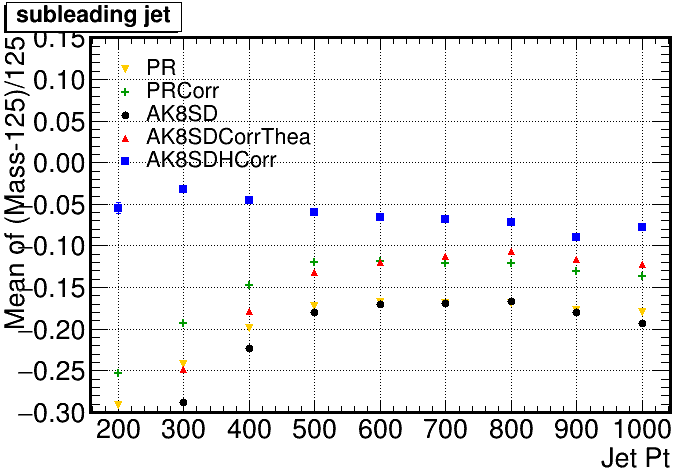 subleading jet
Mean of (Mass-125)/125
0.15
0.10
0.05
0.00
−0.05
−0.10
−0.15
−0.20
−0.25
−0.30
PR
PRCorr
AK8SD
AK8SDCorrThea
AK8SDHCorr
200 300 400 500 600 700 800 900 1000
Jet Pt